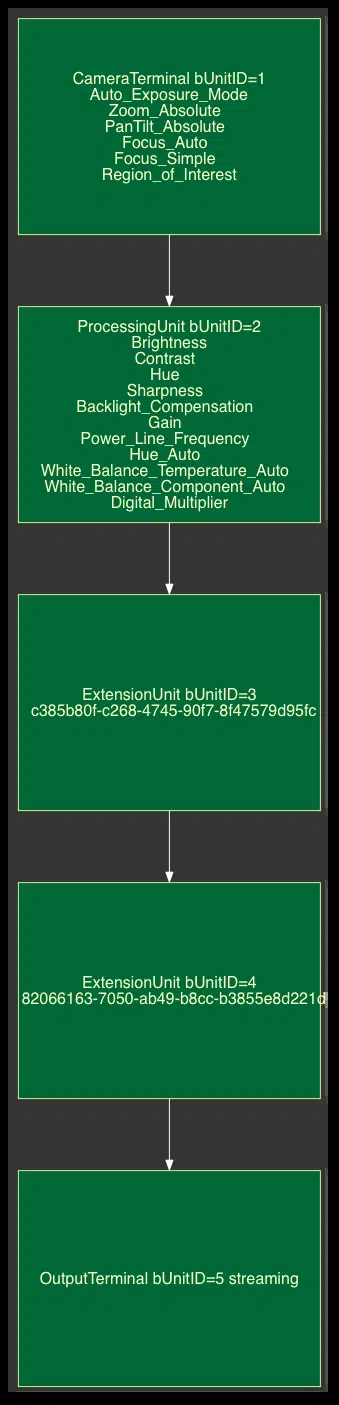 CameraTerminal bUnitID=1
Auto_Exposure_Mode
Zoom_Absolute
PanTilt_Absolute
Focus_Auto
Focus_Simple
Region_of_Interest
ProcessingUnit bUnitID=2
Brightness
Contrast
Hue
Sharpness
Backlight_Compensation
Gain
Power_Line_Frequency
Hue_Auto
White_Balance_Temperature_Auto
White_Balance_Component_Auto
Digital_Multiplier
ExtensionUnit bUnitID=3
c385b80f-c268-4745-90f7-8f47579d95fc
ExtensionUnit bUnitID=4
82066163-7050-ab49-b8cc-b3855e8d221d
OutputTerminal bUnitID=5 streaming